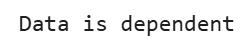 Data is dependent